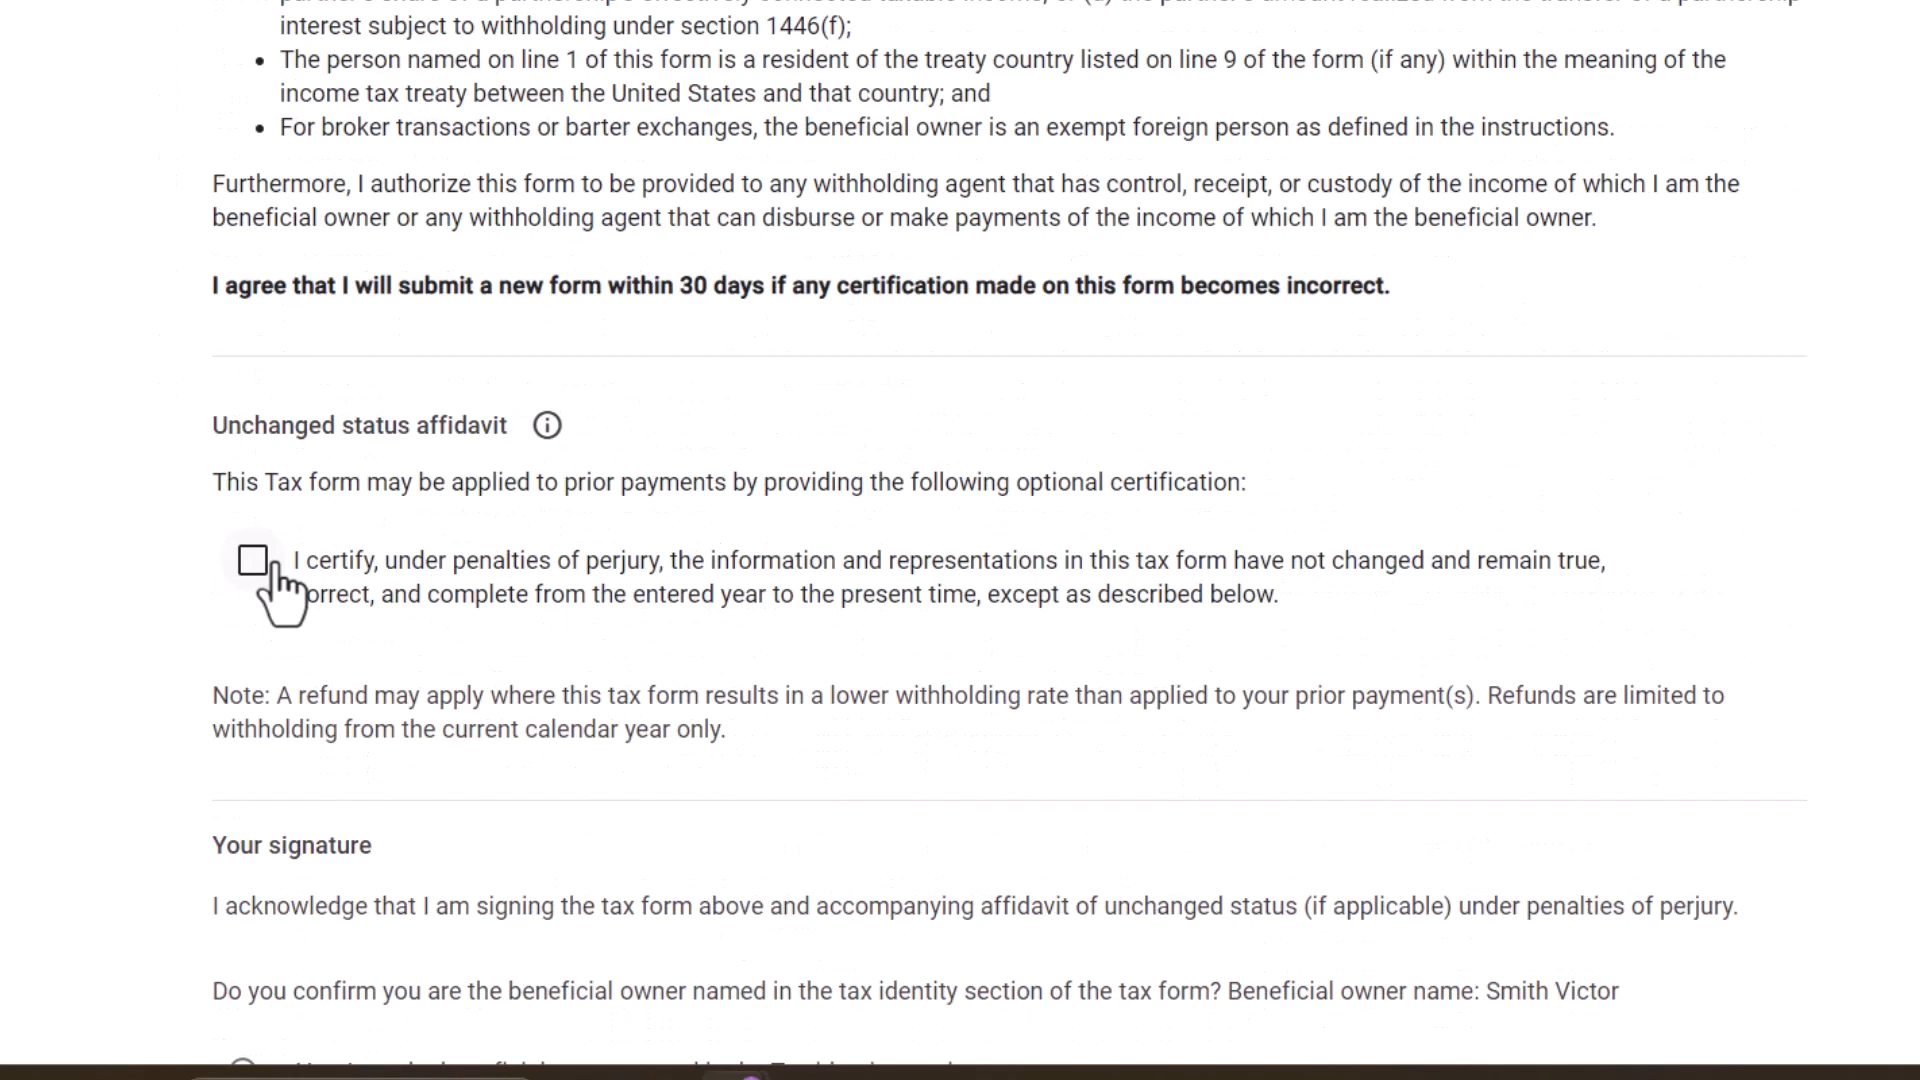 interest subject to withholding under section 1446(f);
The person named on line 1 of this form is a resident of the treaty country listed on line 9 of the form (if any) within the meaning of the
income tax treaty between the United States and that country; and
For broker transactions or barter exchanges, the beneficial owner is an exempt foreign person as defined in the instructions.
Furthermore, I authorize this form to be provided to any withholding agent that has control, receipt, or custody of the income of which I am the
beneficial owner or any withholding agent that can disburse or make payments of the income of which I am the beneficial owner.
I agree that I will submit a new form within 30 days if any certification made on this form becomes incorrect.
Unchanged status affidavit
This Tax form may be applied to prior payments by providing the following optional certification:
I certify, under penalties of perjury, the information and representations in this tax form have not changed and remain true,
orrect, and complete from the entered year to the present time, except as described below.
Note: A refund may apply where this tax form results in a lower withholding rate than applied to your prior payment(s). Refunds are limited to
withholding from the current calendar year only.
Your signature
I acknowledge that I am signing the tax form above and accompanying affidavit of unchanged status (if applicable) under penalties of perjury.
Do you confirm you are the beneficial owner named in the tax identity section of the tax form? Beneficial owner name: Smith Victor